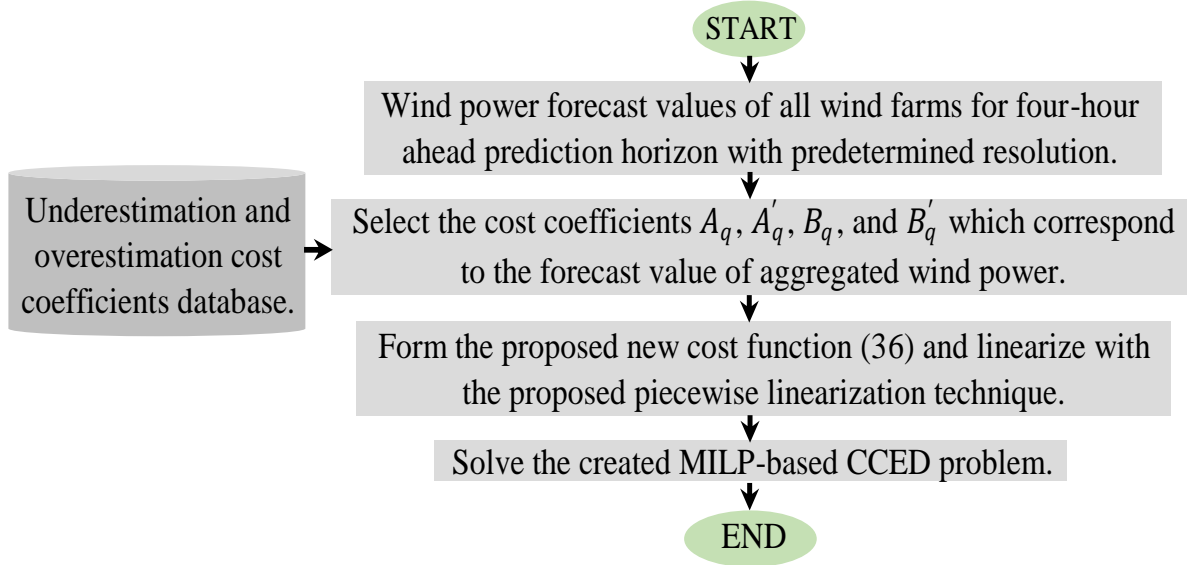 START
Wind power forecast values of all wind farms for four-hour
ahead prediction horizon with predetermined resolution.
Underestimation and
overestimation cost
coefficients database.
Select the cost coefficients A_q, A'_q, B_q, and B'_q which correspond
to the forecast value of aggregated wind power.
Form the proposed new cost function (36) and linearize with
the proposed piecewise linearization technique.
Solve the created MILP-based CCED problem.
END